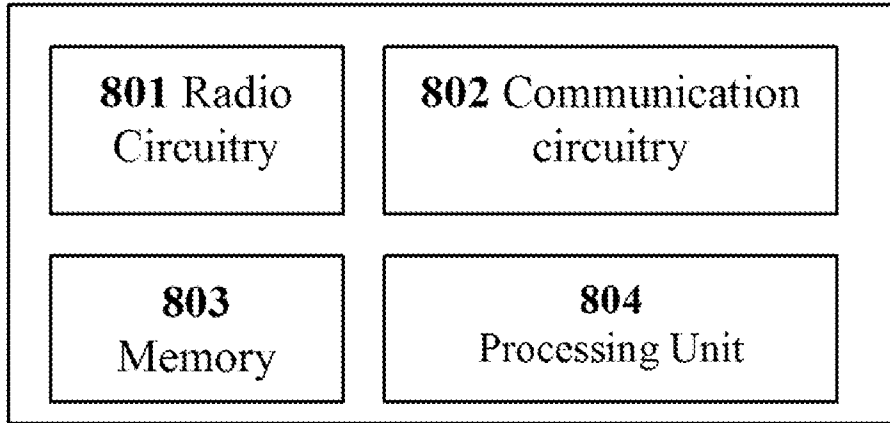 801 Radio
Circuitry
802 Communication
circuitry
803
Memory
804
Processing Unit